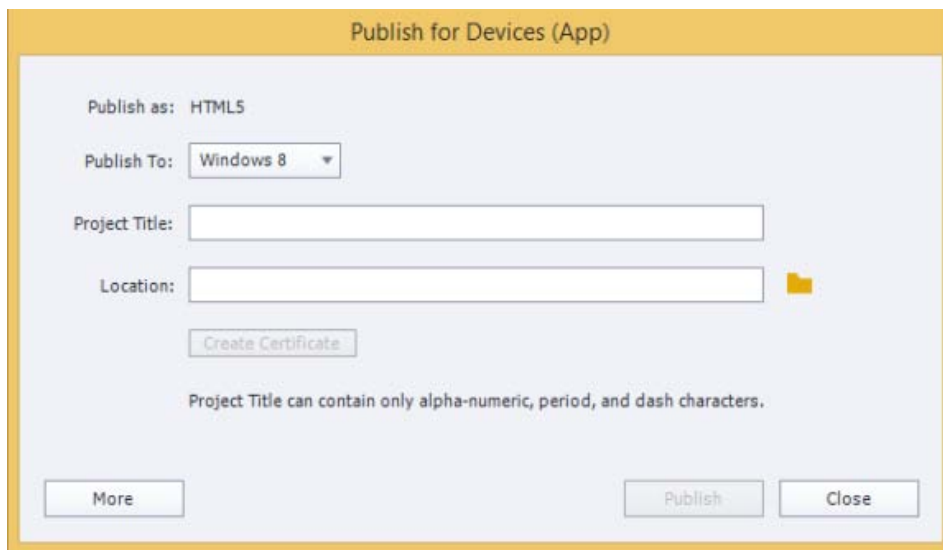 Publish for Devices (App)
Publish as: HTML5
Publish To: Windows 8
Project Title:
Location:
Create Certificate
Project Title can contain only alpha-numeric, period, and dash characters.
More Publish Close